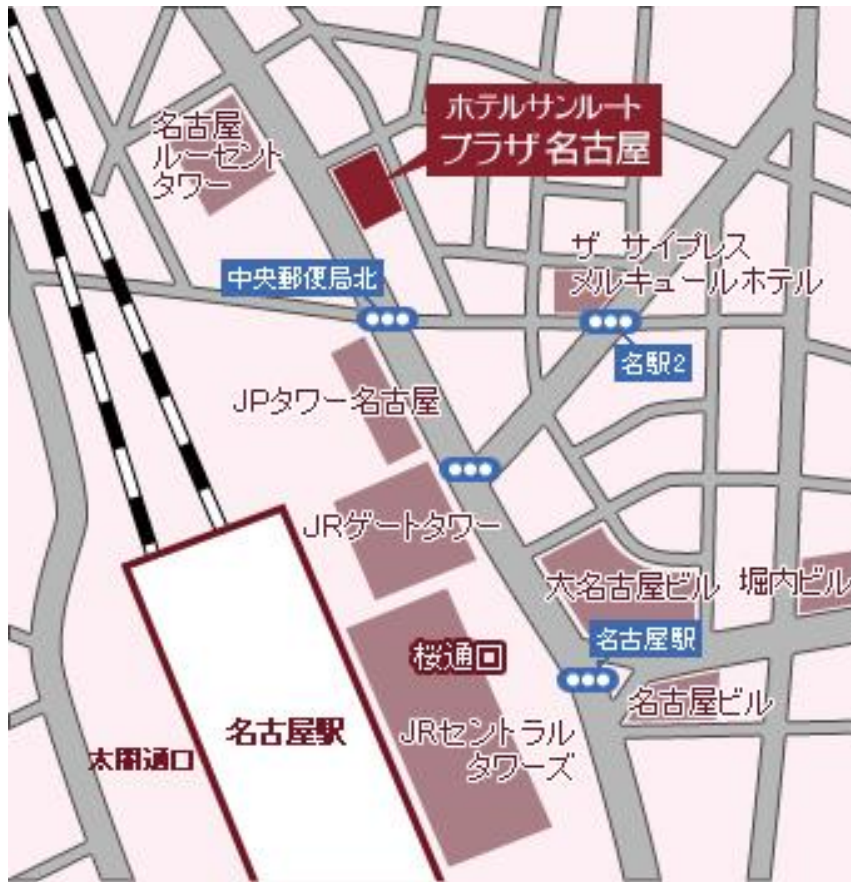 ホテルサンルート
プラザ名古屋
名古屋
ルーセント
タワー
ザ サイプレス
メルキュールホテル
中央郵便局北
名駅2
JPタワー名古屋
JRゲートタワー
大名古屋ビル
堀内ビル
名古屋駅
桜通口
名古屋ビル
名古屋駅
JRセントラル
タワーズ
太閤通口